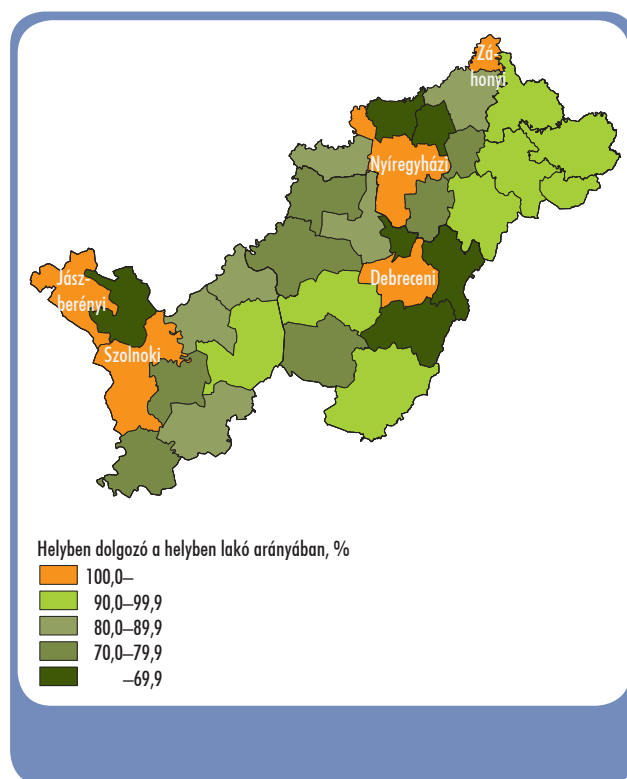 Zá-
honyi
Nyíregyházi
Debreceni
Jász-
berényi
Szolnoki
Helyben dolgozó a helyben lakó arányában, %
100,0–
90,0–99,9
80,0–89,9
70,0–79,9
–69,9